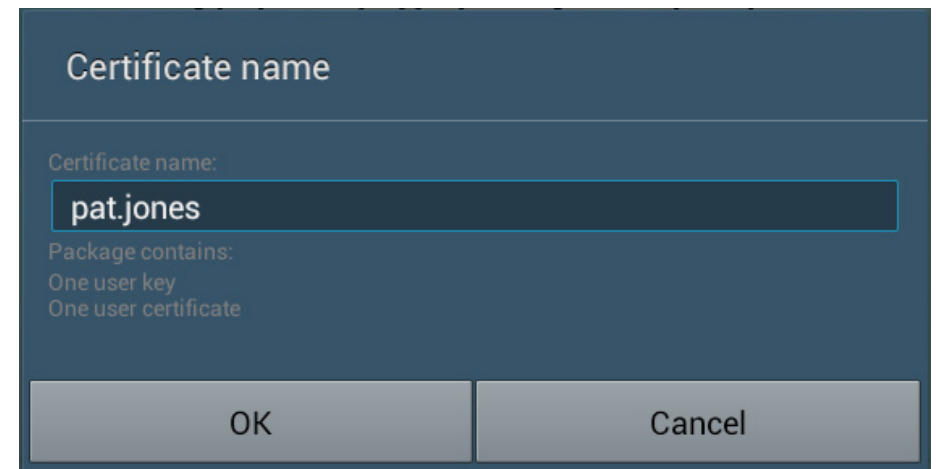 Certificate name
Certificate name:
pat.jones
Package contains:
One user key
One user certificate
OK
Cancel